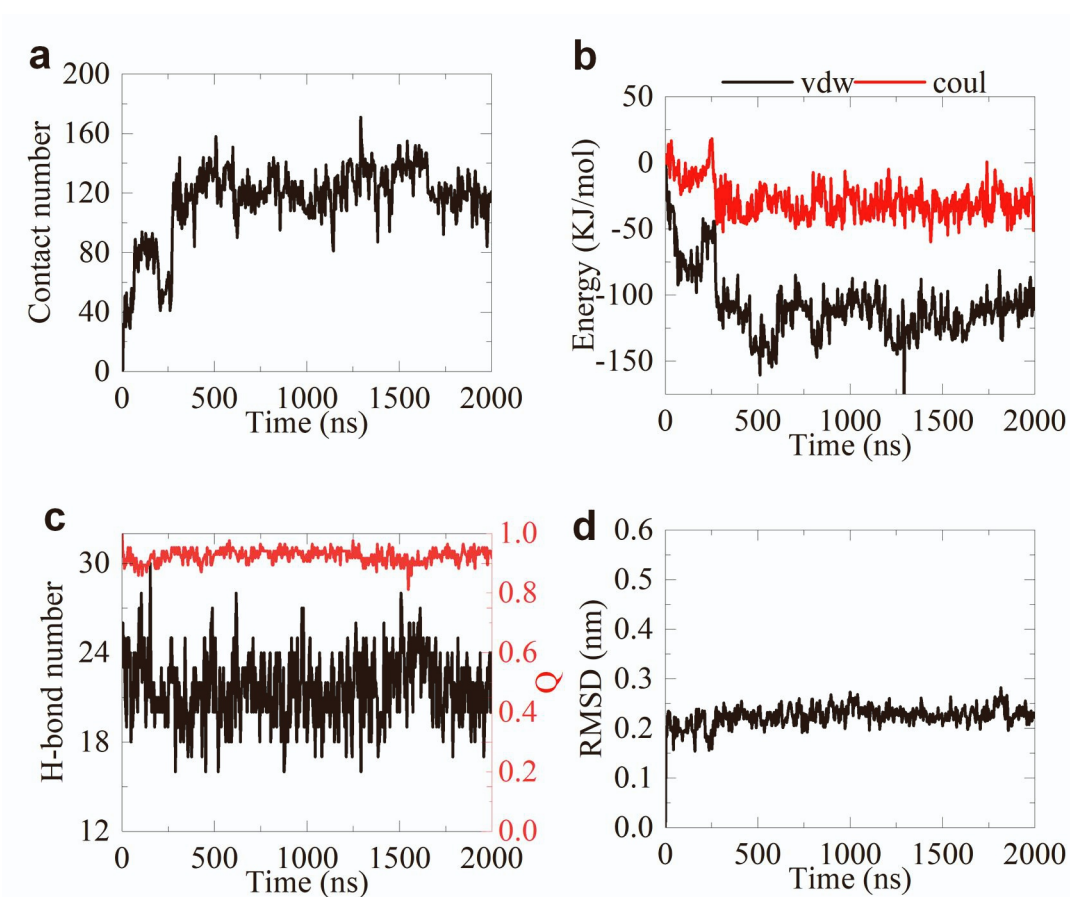 a
200
160
120
80
40
0
Contact number
0 500 1000 1500 2000
Time (ns)
b
vdw coul
50
0
-50
-100
-150
Energy (KJ/mol)
0 500 1000 1500 2000
Time (ns)
c
30
24
18
12
H-bond number
1.0
0.8
0.6
0.4
0.2
0.0
Q
0 500 1000 1500 2000
Time (ns)
d
0.6
0.5
0.4
0.3
0.2
0.1
0.0
RMSD (nm)
0 500 1000 1500 2000
Time (ns)